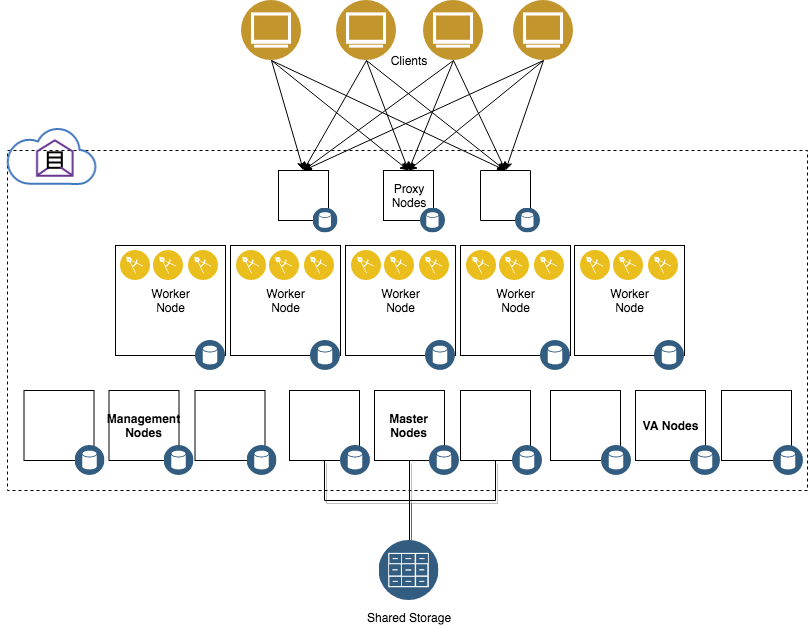 Clients
Proxy
Nodes
Worker
Node
Worker
Node
Worker
Node
Worker
Node
Worker
Node
Management
Nodes
Master
Nodes
VA Nodes
Shared Storage